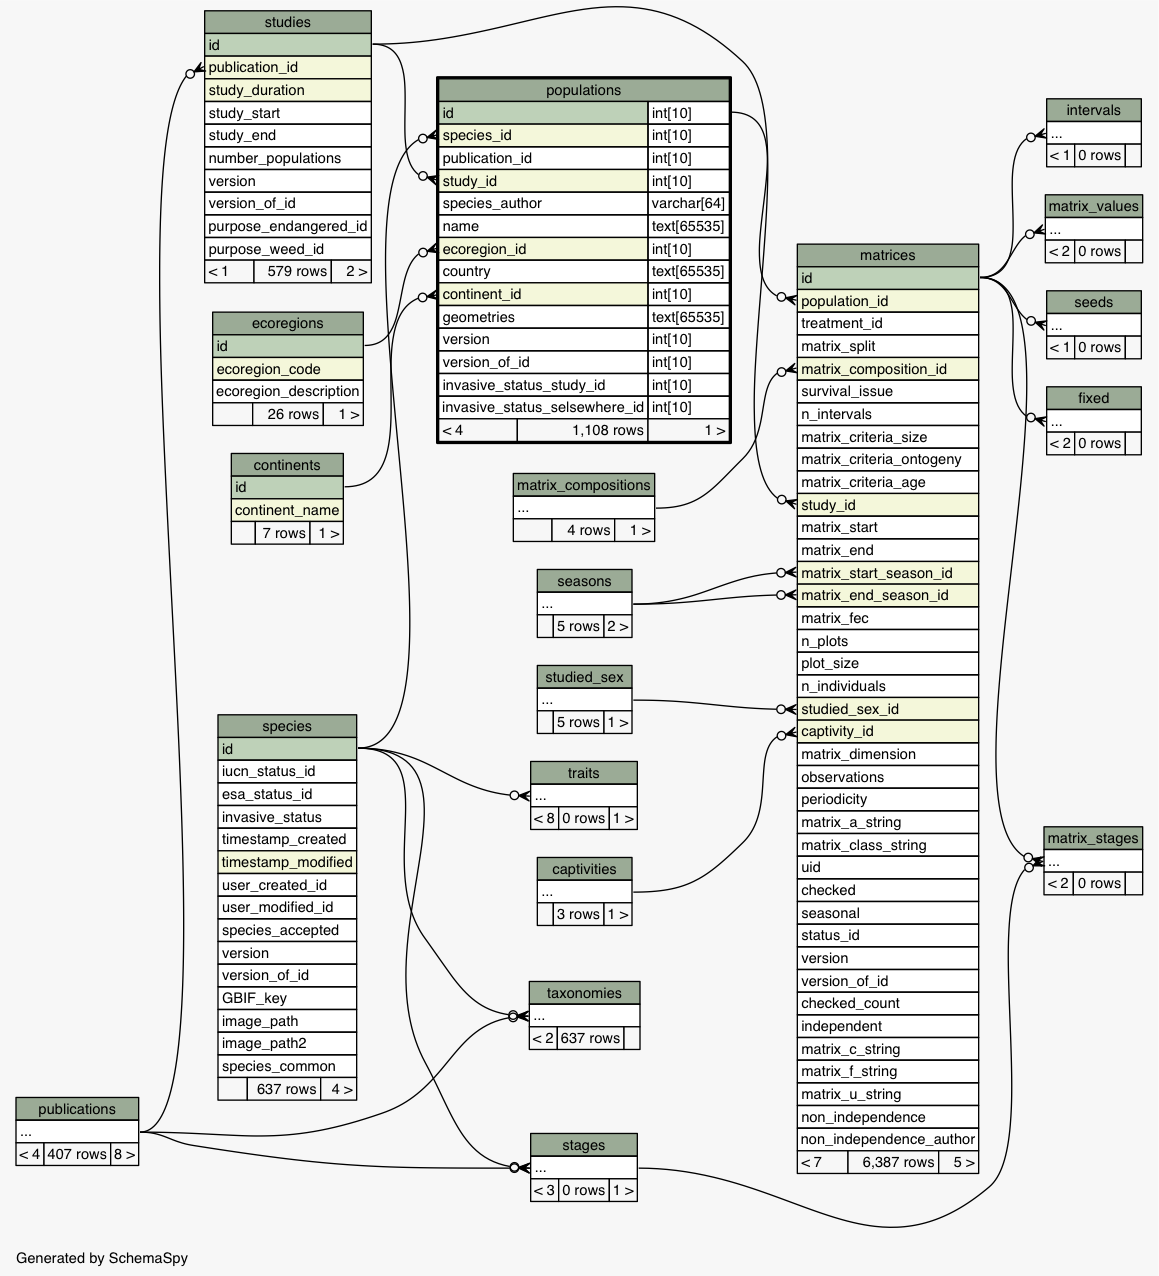 studies
id
publication_id
study_duration
study_start
study_end
number_populations
version
version_of_id
purpose_endangered_id
purpose_weed_id
< 1 579 rows 2 >
populations
id int[10]
species_id int[10]
publication_id int[10]
study_id int[10]
species_author varchar[64]
name text[65535]
ecoregion_id int[10]
country text[65535]
continent_id int[10]
geometries text[65535]
version int[10]
version_of_id int[10]
invasive_status_study_id int[10]
invasive_status_selsewhere_id int[10]
< 4 1,108 rows 1 >
ecoregions
id
ecoregion_code
ecoregion_description
26 rows 1 >
continents
id
continent_name
7 rows 1 >
matrix_compositions
...
4 rows 1 >
seasons
...
5 rows 2 >
studied_sex
...
5 rows 1 >
species
id
iucn_status_id
esa_status_id
invasive_status
timestamp_created
timestamp_modified
user_created_id
user_modified_id
species_accepted
version
version_of_id
GBIF_key
image_path
image_path2
species_common
637 rows 4 >
traits
...
< 8 0 rows 1 >
captivities
...
3 rows 1 >
taxonomies
...
< 2 637 rows
publications
...
< 4 407 rows 8 >
stages
...
< 3 0 rows 1 >
matrices
id
population_id
treatment_id
matrix_split
matrix_composition_id
survival_issue
n_intervals
matrix_criteria_size
matrix_criteria_ontogeny
matrix_criteria_age
study_id
matrix_start
matrix_end
matrix_start_season_id
matrix_end_season_id
matrix_fec
n_plots
plot_size
n_individuals
studied_sex_id
captivity_id
matrix_dimension
observations
periodicity
matrix_a_string
matrix_class_string
uid
checked
seasonal
status_id
version
version_of_id
checked_count
independent
matrix_c_string
matrix_f_string
matrix_u_string
non_independence
non_independence_author
< 7 6,387 rows 5 >
intervals
...
< 1 0 rows
matrix_values
...
< 2 0 rows
seeds
...
< 1 0 rows
fixed
...
< 2 0 rows
matrix_stages
...
< 2 0 rows
Generated by SchemaSpy